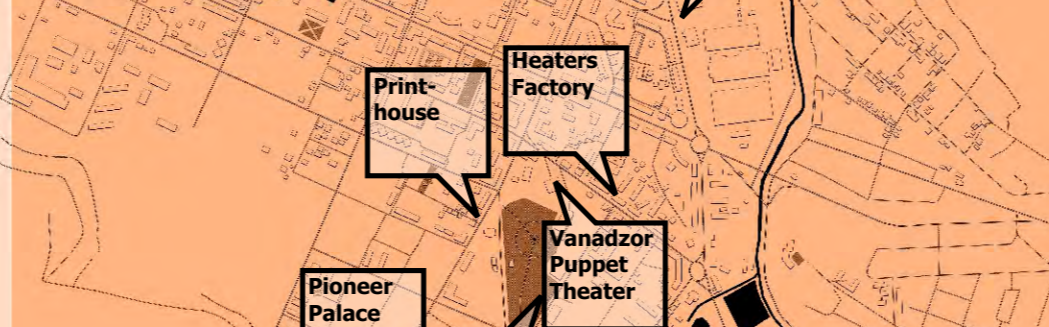 Heaters
Factory
Print-
house
Vanadzor
Puppet
Theater
Pioneer
Palace